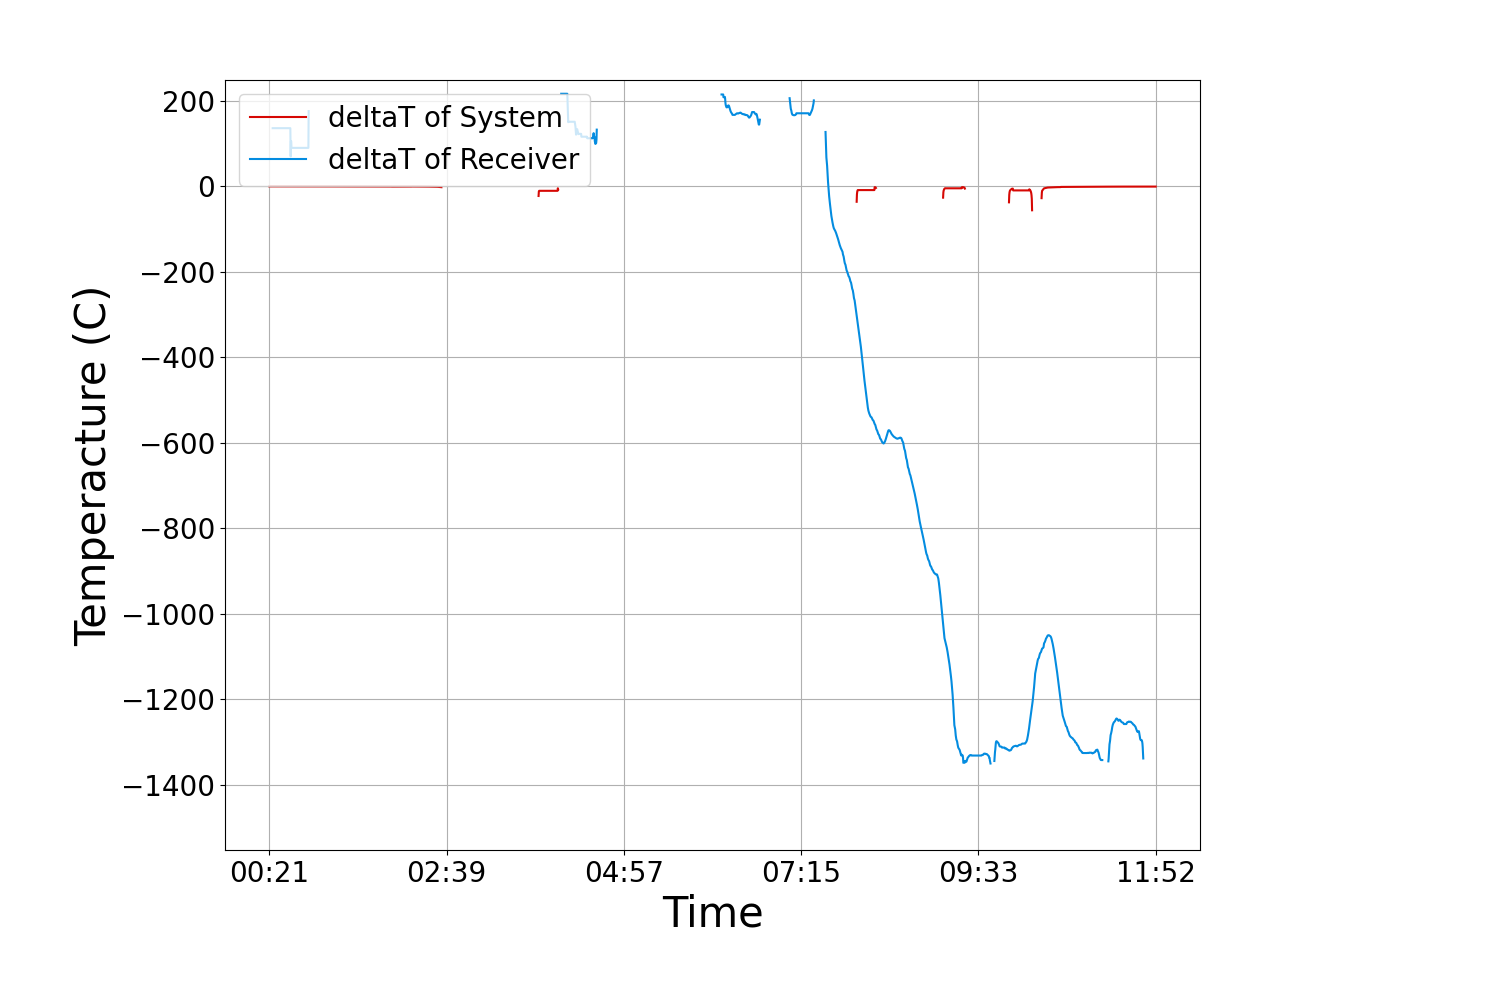 deltaT of System
deltaT of Receiver
200
0
−200
−400
−600
−800
−1000
−1200
−1400
Temperacture (C)
00:21 02:39 04:57 07:15 09:33 11:52
Time